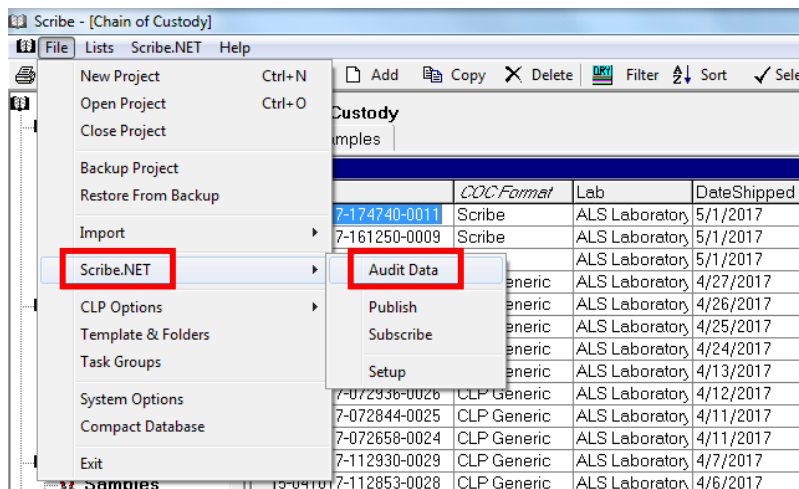 Scribe - [Chain of Custody]
File Lists Scribe.NET Help
Add Copy Delete DRY Filter Sort
New Project Ctrl+N
Open Project Ctrl+O
Close Project
Backup Project
Restore From Backup
Import
Scribe.NET
CLP Options
Template & Folders
Task Groups
System Options
Compact Database
Exit
Audit Data
Publish
Subscribe
Setup
Custody
COC Format Lab DateShipped
7-174740-0011 Scribe ALS Laboratory 5/1/2017
7-161250-0009 Scribe ALS Laboratory 5/1/2017
ALS Laboratory 5/1/2017
ALS Laboratory 4/27/2017
ALS Laboratory 4/26/2017
ALS Laboratory 4/25/2017
ALS Laboratory 4/24/2017
ALS Laboratory 4/13/2017
7-072936-0026 CLP Generic ALS Laboratory 4/12/2017
7-072844-0025 CLP Generic ALS Laboratory 4/11/2017
7-072658-0024 CLP Generic ALS Laboratory 4/11/2017
7-112930-0029 CLP Generic ALS Laboratory 4/7/2017
7-112853-0028 CLP Generic ALS Laboratory 4/6/2017
Samples